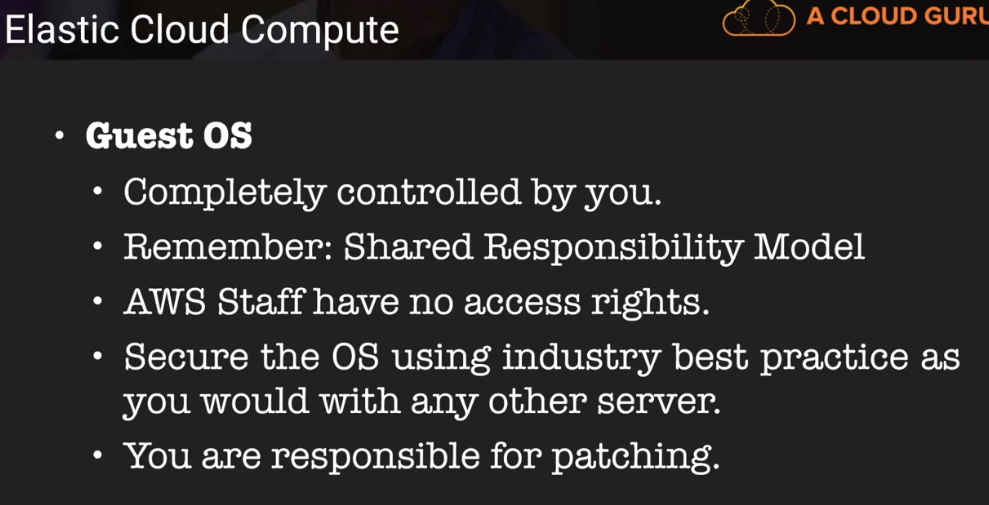 Elastic Cloud Compute
A CLOUD GURU
• Guest OS
• Completely controlled by you.
• Remember: Shared Responsibility Model
• AWS Staff have no access rights.
• Secure the OS using industry best practice as
you would with any other server.
• You are responsible for patching.